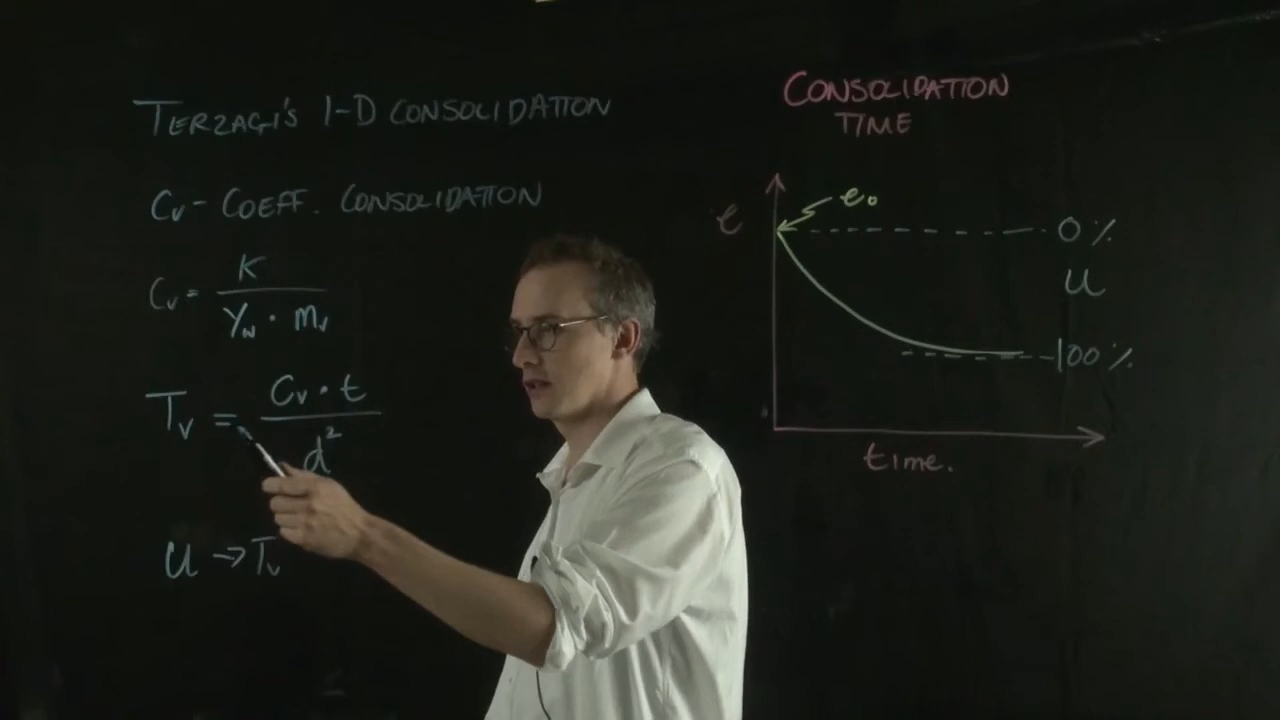 TERZAGI'S 1-D CONSOLIDATION
Cv - COEFF. CONSOLIDATION
Cv = K / γw · mv
Tv = Cv · t / d²
U → Tv
CONSOLIDATION
TIME
e
e₀
0%
U
100%
time.